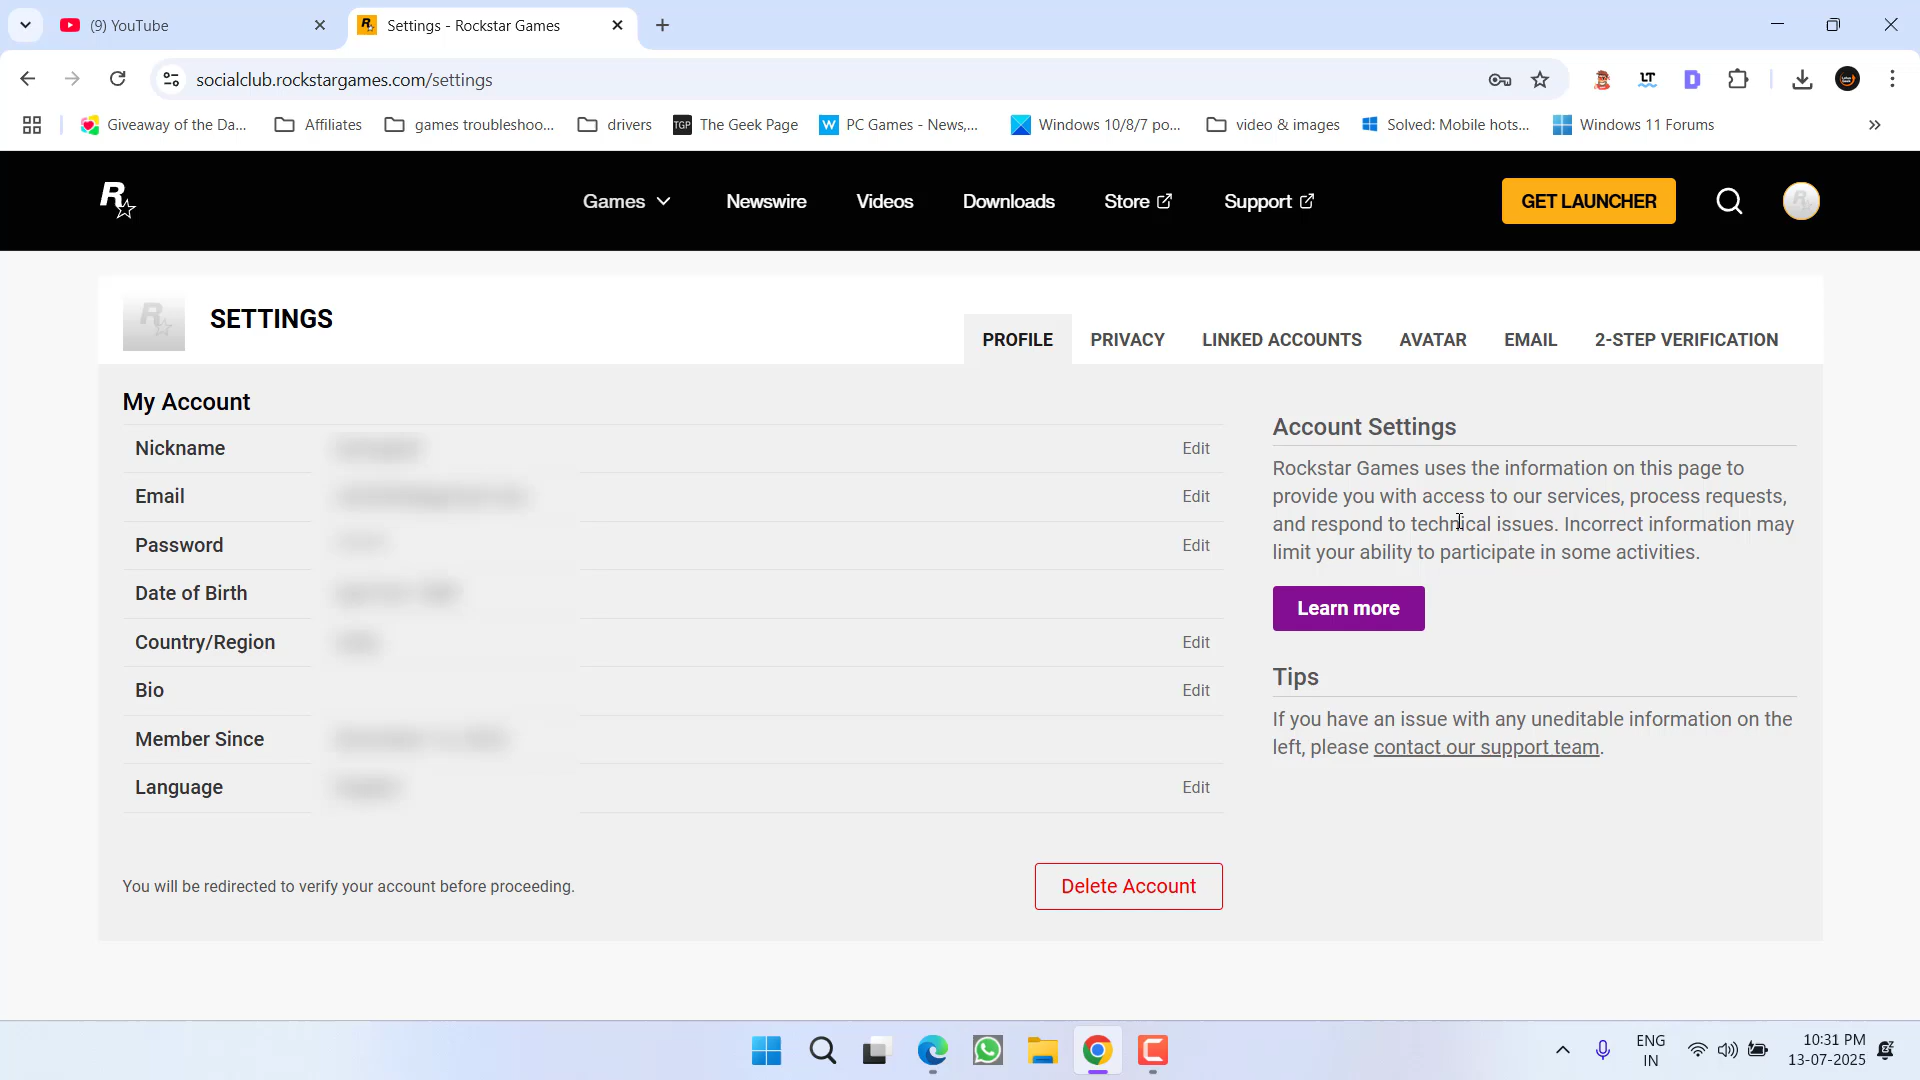 (9) YouTube
Settings - Rockstar Games
socialclub.rockstargames.com/settings
LT
D
Giveaway of the Da...
Affiliates
games troubleshoo...
drivers
TGP
The Geek Page
W
PC Games - News,...
Windows 10/8/7 po...
video & images
Solved: Mobile hots...
Windows 11 Forums
»
R
Games
Newswire
Videos
Downloads
Store
Support
GET LAUNCHER
SETTINGS
PROFILE
PRIVACY
LINKED ACCOUNTS
AVATAR
EMAIL
2-STEP VERIFICATION
My Account
Nickname
Edit
Email
Edit
Password
Edit
Date of Birth
Country/Region
Edit
Bio
Edit
Member Since
Language
Edit
You will be redirected to verify your account before proceeding.
Delete Account
Account Settings
Rockstar Games uses the information on this page to
provide you with access to our services, process requests,
and respond to technical issues. Incorrect information may
limit your ability to participate in some activities.
Learn more
Tips
If you have an issue with any uneditable information on the
left, please contact our support team.
ENG
IN
10:31 PM
13-07-2025